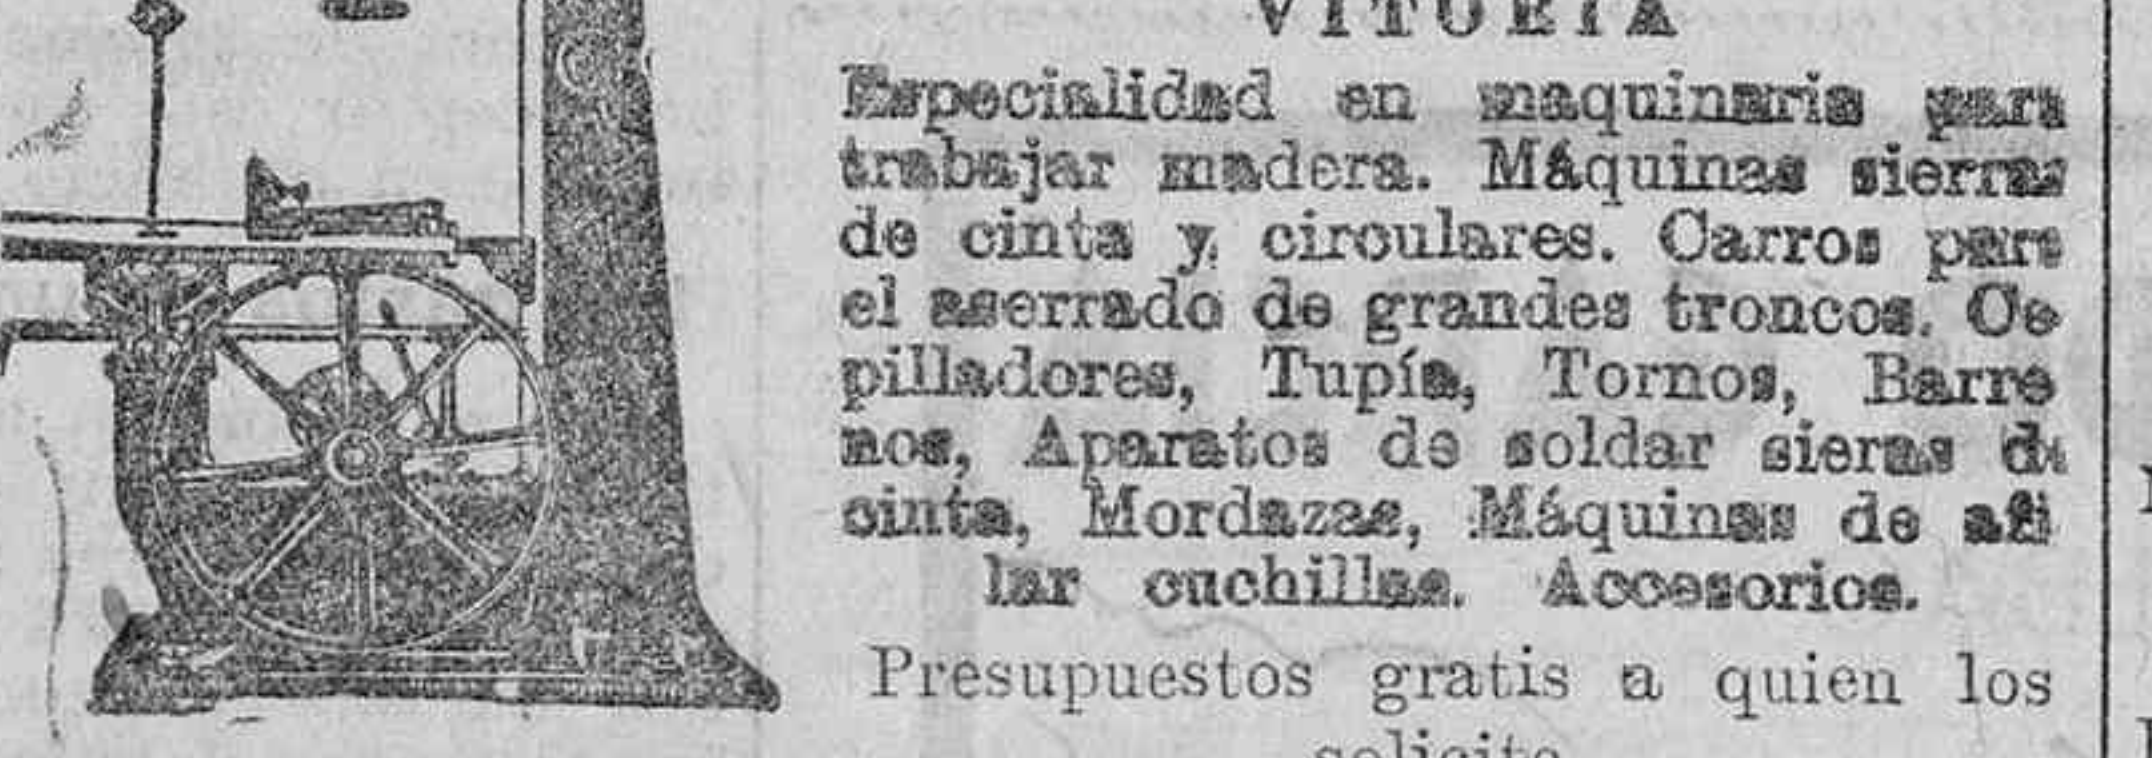 VITORIA
Especialidad en maquinaria para
trabajar madera. Máquinas sierras
de cinta y circulares. Carros para
el aserrado de grandes troncos. Ce
pilladores, Tupía, Tornos, Barre
nos, Aparatos de soldar sieras de
cinta, Mordazas, Máquinas de afi
lar cuchillas. Accesorios.
Presupuestos gratis a quien los
solicite